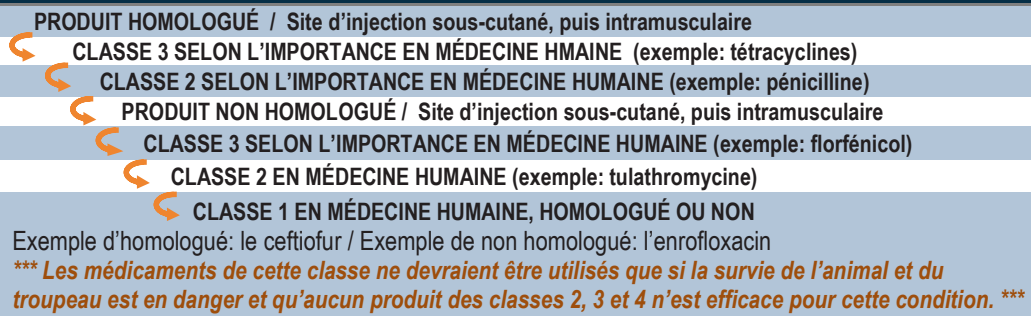 PRODUIT HOMOLOGUÉ / Site d'injection sous-cutané, puis intramusculaire
CLASSE 3 SELON L'IMPORTANCE EN MÉDECINE HMAINE (exemple: tétracyclines)
CLASSE 2 SELON L'IMPORTANCE EN MÉDECINE HUMAINE (exemple: pénicilline)
PRODUIT NON HOMOLOGUÉ / Site d'injection sous-cutané, puis intramusculaire
CLASSE 3 SELON L'IMPORTANCE EN MÉDECINE HUMAINE (exemple: florfénicol)
CLASSE 2 EN MÉDECINE HUMAINE (exemple: tulathromycine)
CLASSE 1 EN MÉDECINE HUMAINE, HOMOLOGUÉ OU NON
Exemple d'homologué: le ceftiofur / Exemple de non homologué: l'enrofloxacin
*** Les médicaments de cette classe ne devraient être utilisés que si la survie de l'animal et du
troupeau est en danger et qu'aucun produit des classes 2, 3 et 4 n'est efficace pour cette condition. ***